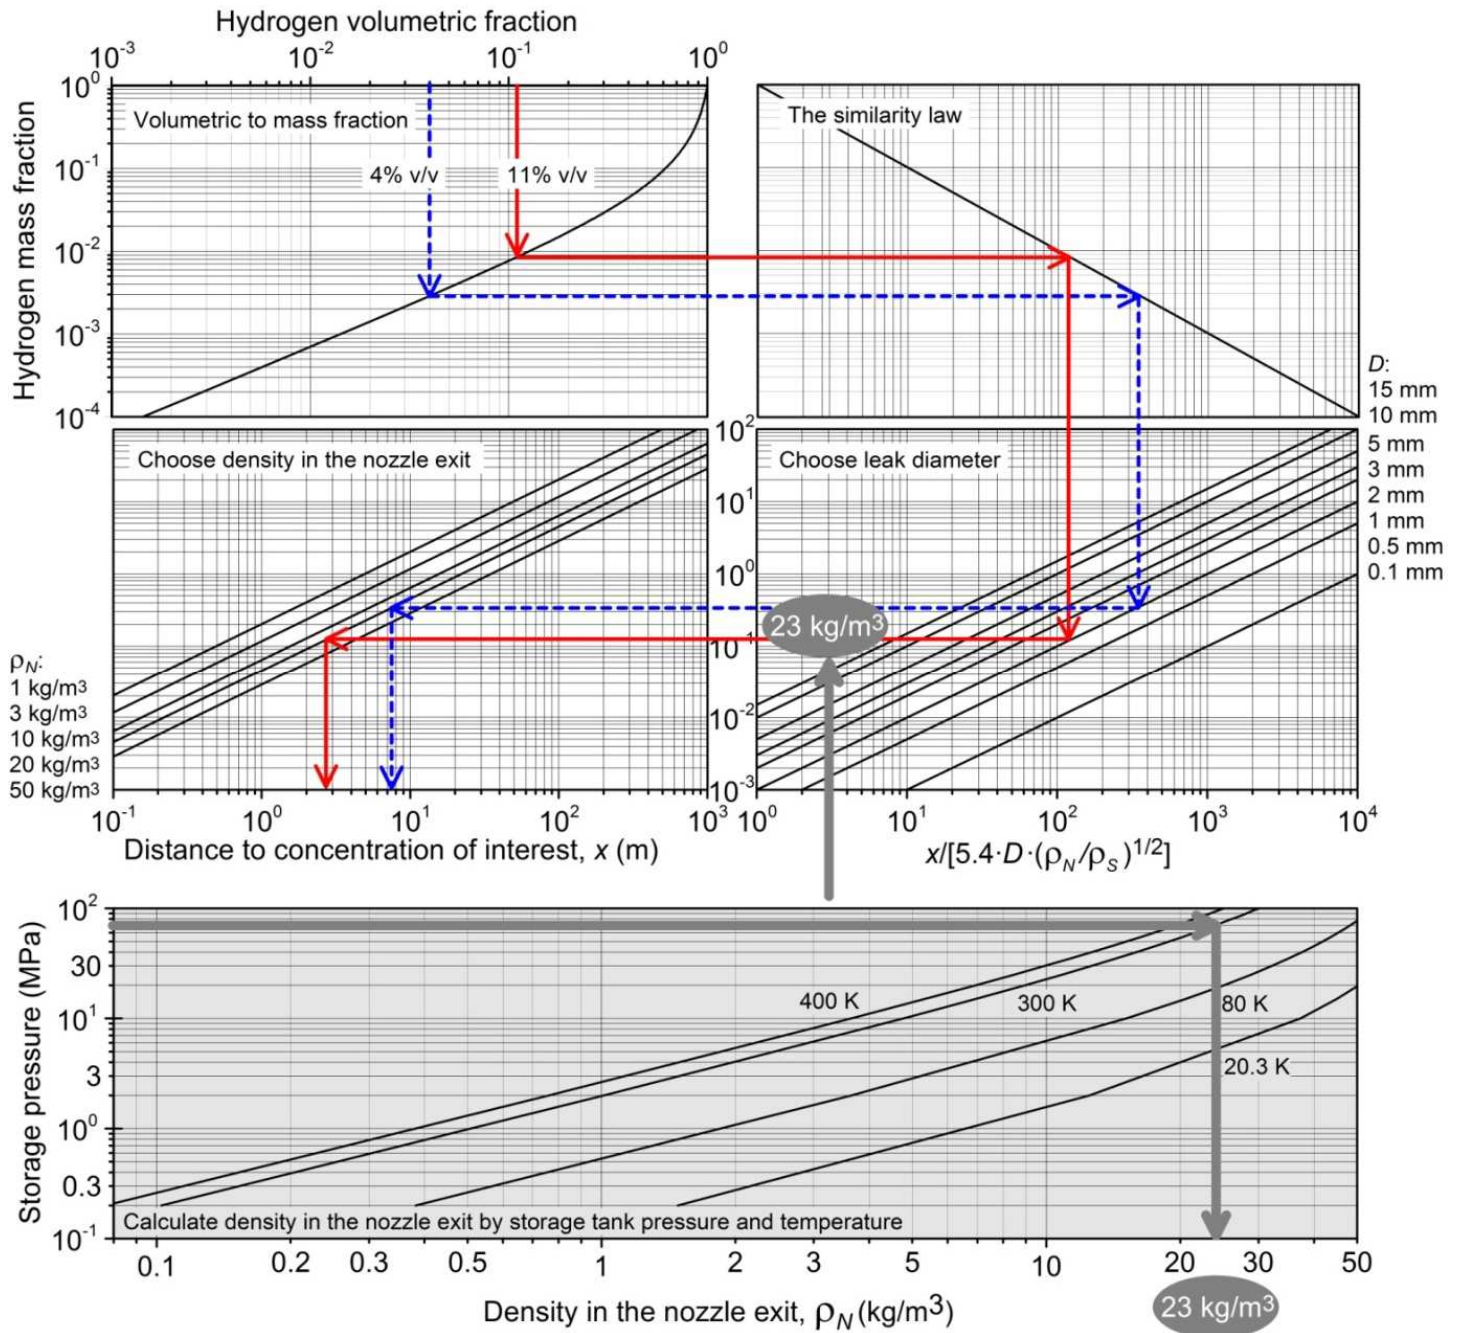 Hydrogen volumetric fraction
10-3 10-2 10-1 100
Hydrogen mass fraction
100
10-1
10-2
10-3
10-4
Volumetric to mass fraction
4% v/v 11% v/v
The similarity law
D:
15 mm
10 mm
5 mm
3 mm
2 mm
1 mm
0.5 mm
0.1 mm
Choose density in the nozzle exit
Choose leak diameter
102
101
100
10-1
10-2
10-3
23 kg/m3
ρN:
1 kg/m3
3 kg/m3
10 kg/m3
20 kg/m3
50 kg/m3
10-1 100 101 102 103
100 101 102 103 104
Distance to concentration of interest, x (m)
x/[5.4·D·(ρN/ρS)1/2]
Storage pressure (MPa)
102
30
101
3
100
0.3
10-1
400 K 300 K 80 K
20.3 K
Calculate density in the nozzle exit by storage tank pressure and temperature
0.1 0.2 0.3 0.5 1 2 3 5 10 20 30 50
Density in the nozzle exit, ρN (kg/m3)
23 kg/m3